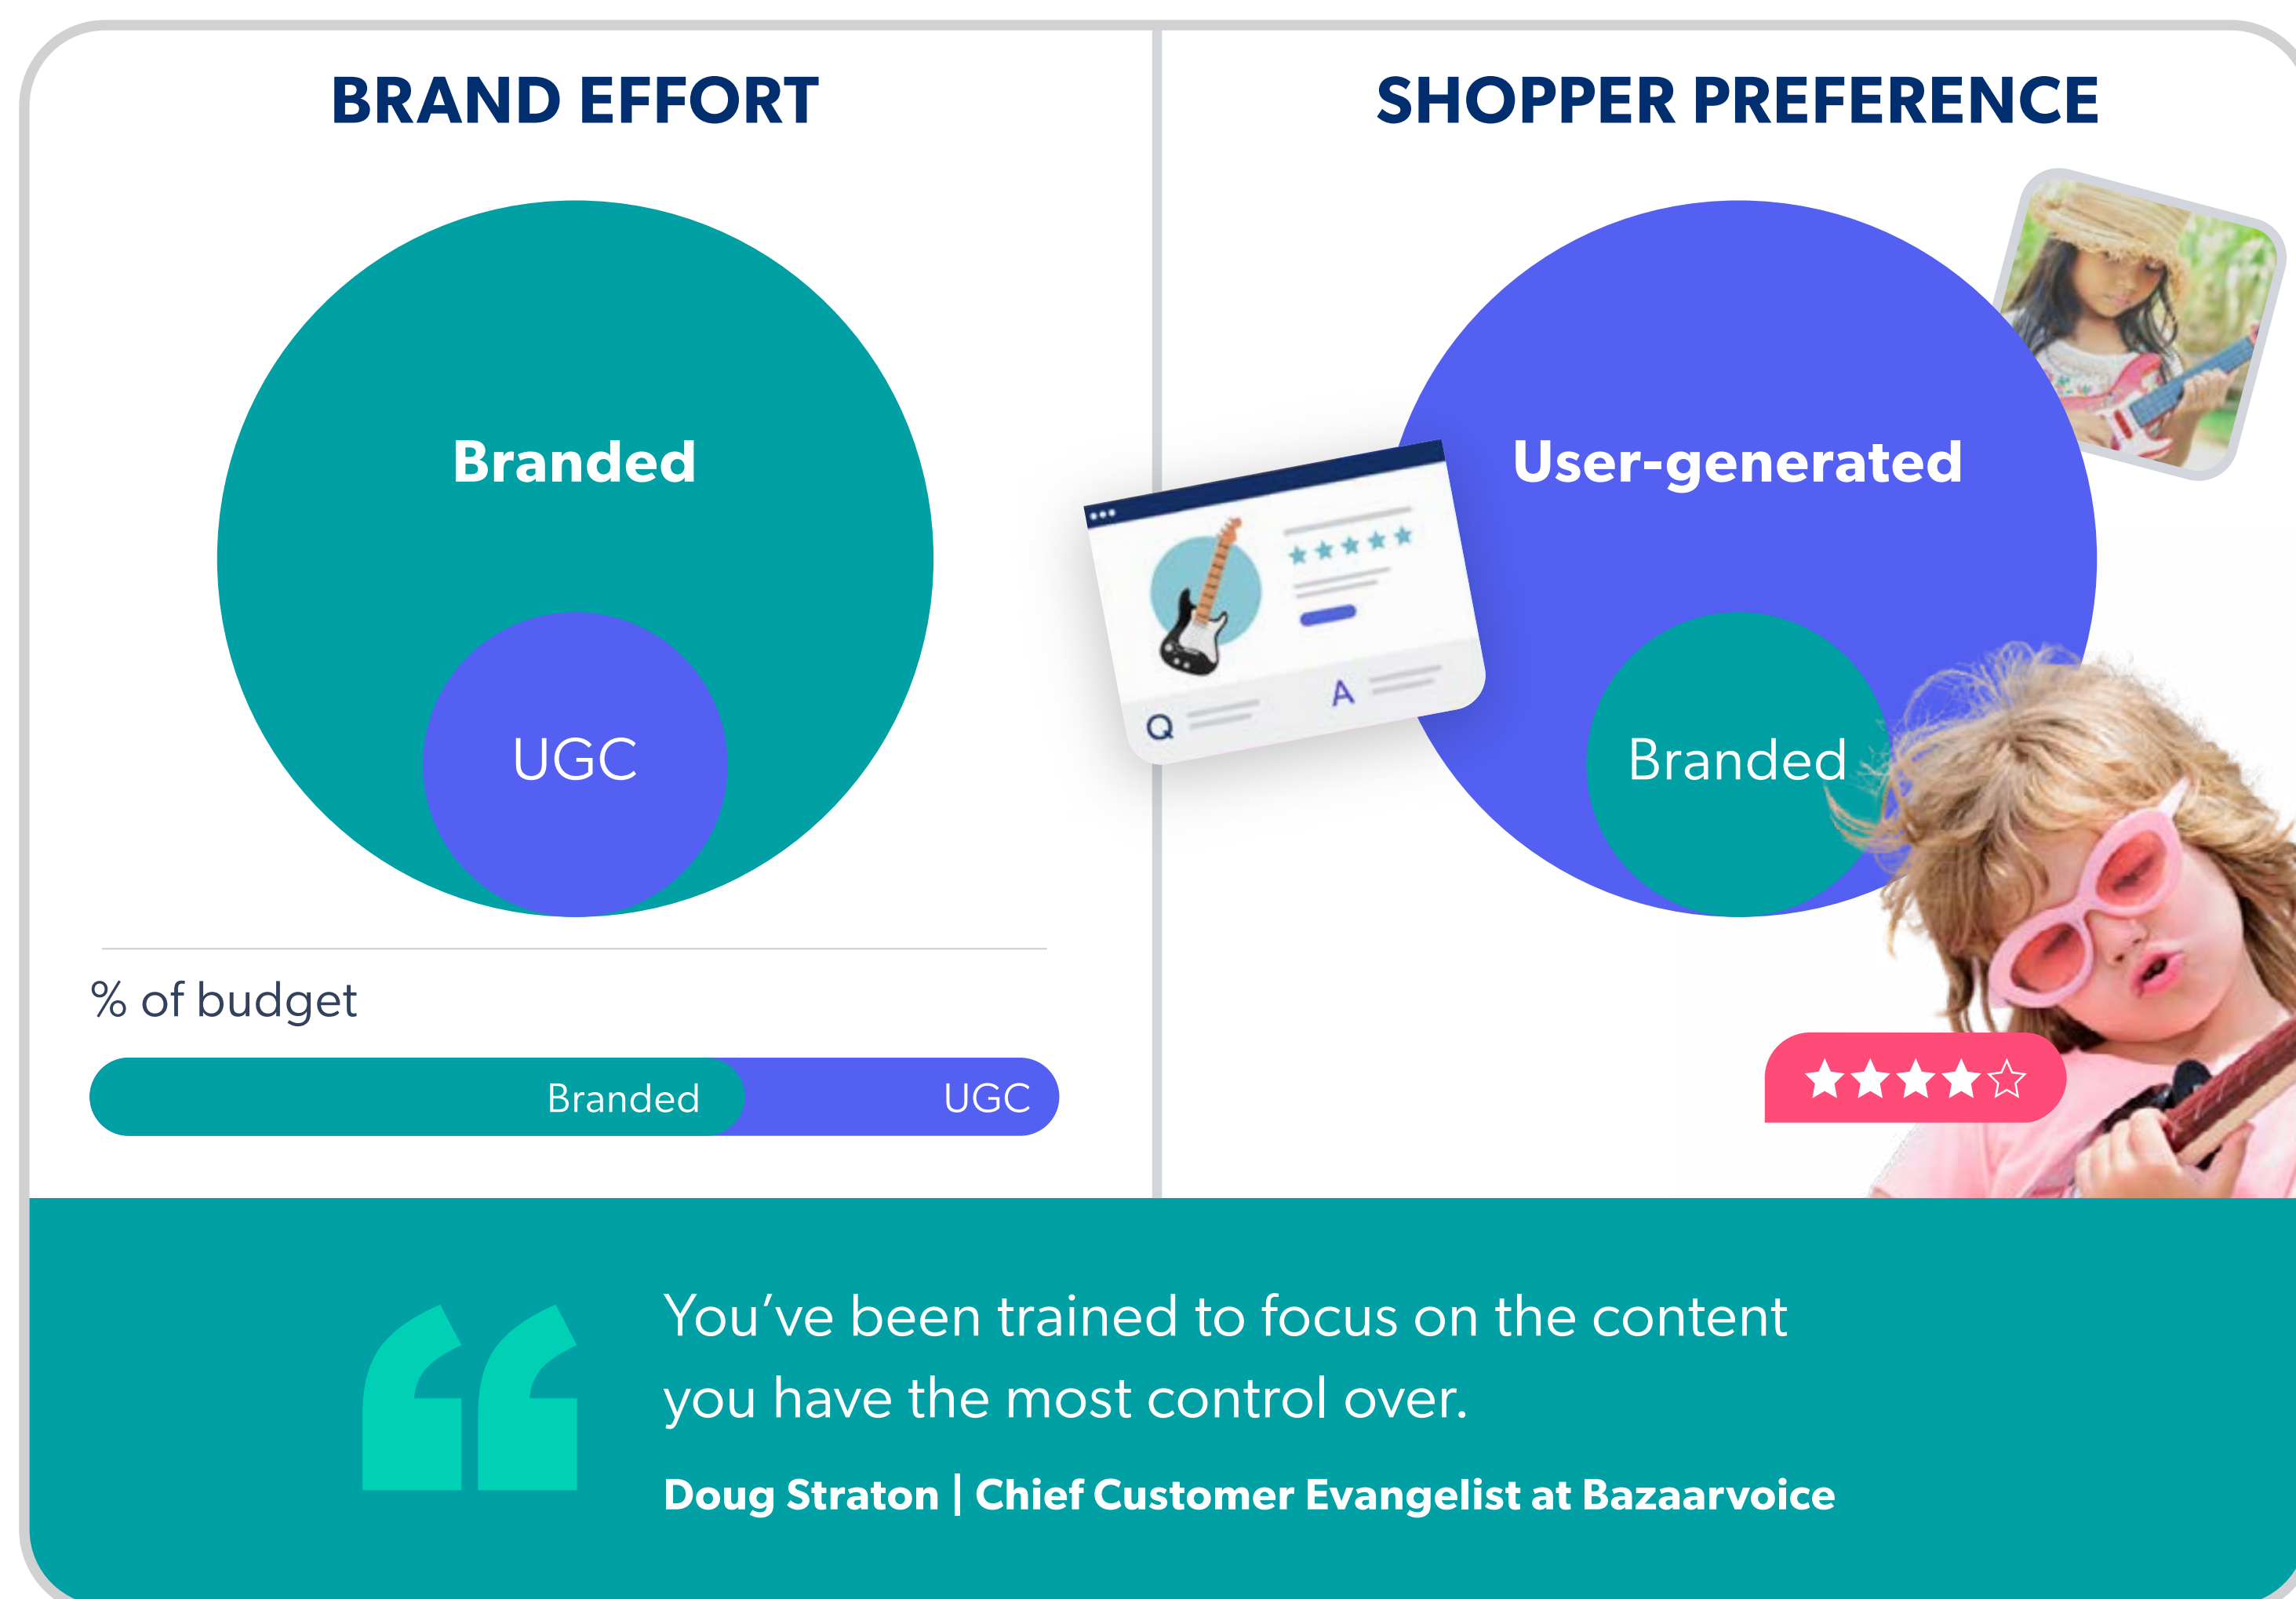 BRAND EFFORT
Branded
UGC
% of budget
Branded UGC
SHOPPER PREFERENCE
User-generated
Q A
Branded
You’ve been trained to focus on the content
you have the most control over.
Doug Straton | Chief Customer Evangelist at Bazaarvoice